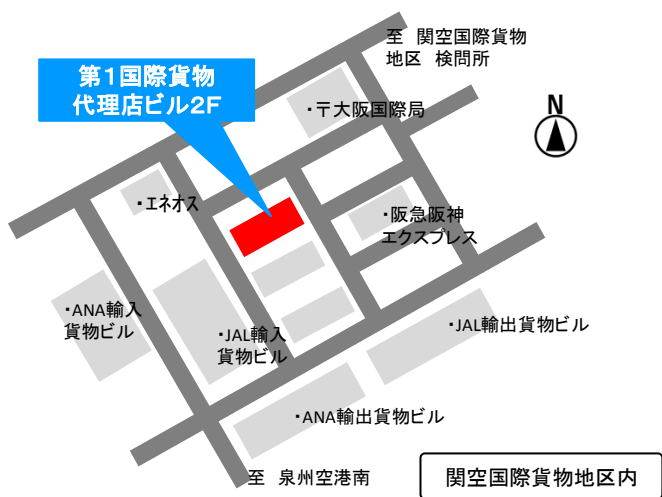 至 関空国際貨物
地区 検問所
第1国際貨物
代理店ビル2F
N
・〒大阪国際局
・エネオス
・阪急阪神
エクスプレス
・ANA輸入
貨物ビル
・JAL輸入
貨物ビル
・JAL輸出貨物ビル
・ANA輸出貨物ビル
至 泉州空港南
関空国際貨物地区内